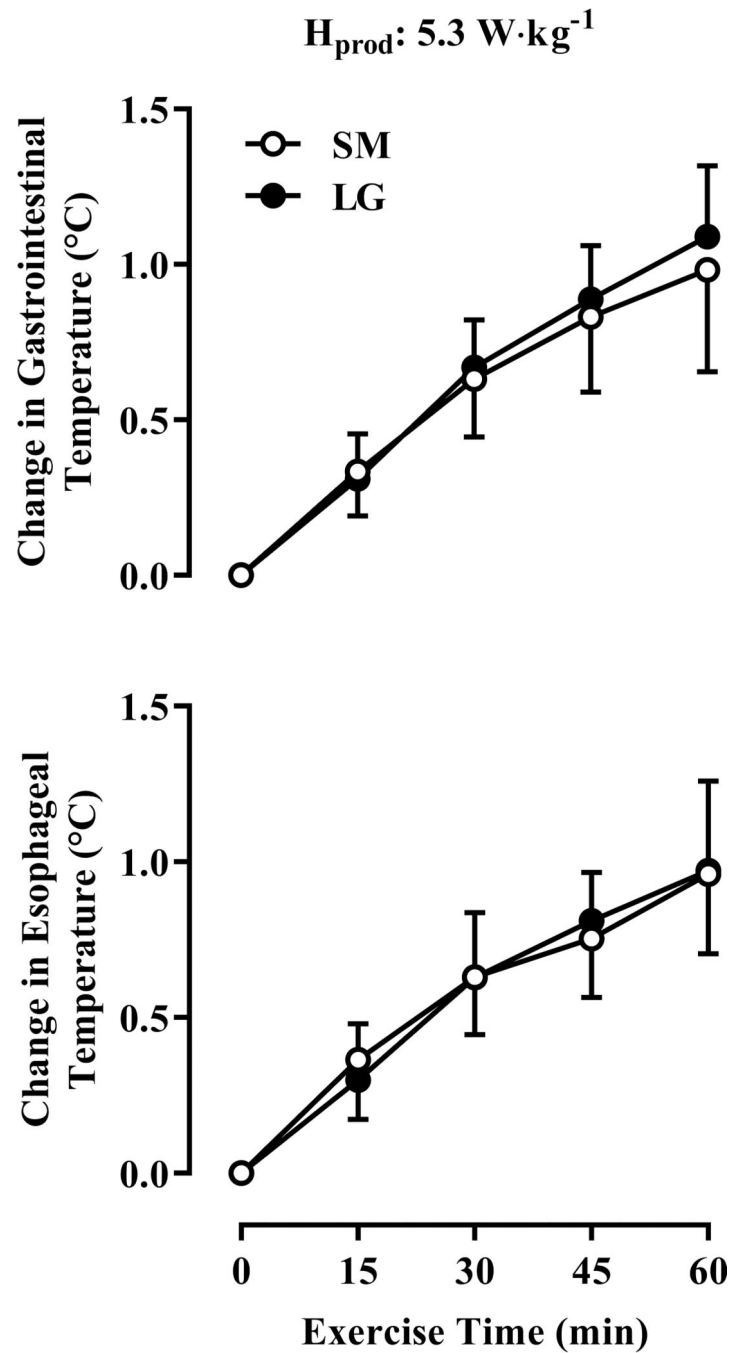 H_prod: 5.3 W·kg⁻¹
Change in Gastrointestinal
Temperature (°C)
1.5
1.0
0.5
0.0
SM
LG
Change in Esophageal
Temperature (°C)
1.5
1.0
0.5
0.0
0 15 30 45 60
Exercise Time (min)